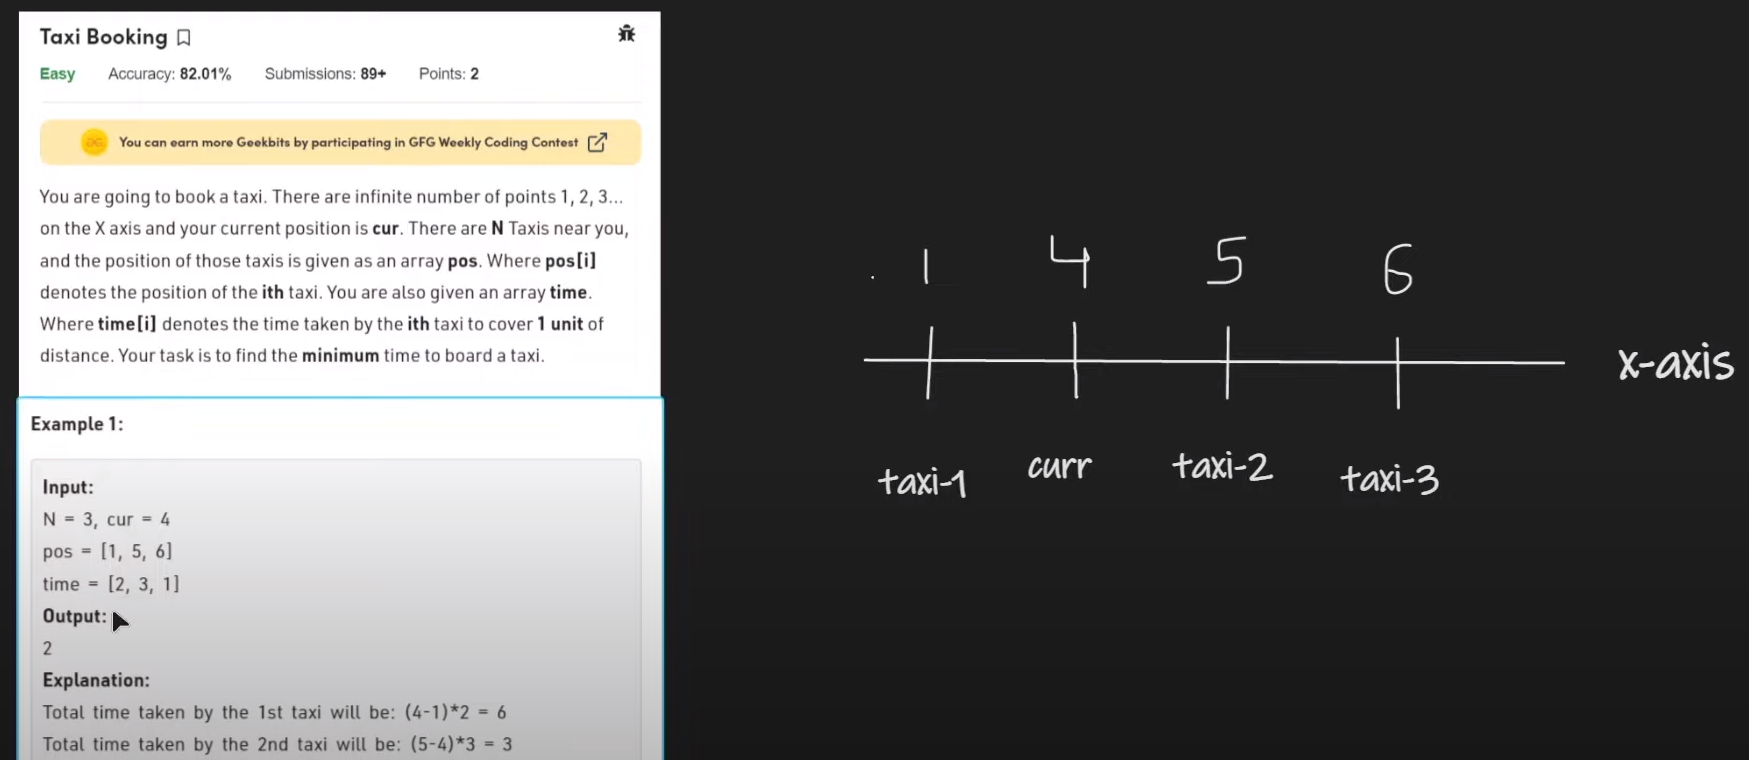 Taxi Booking
Easy Accuracy: 82.01% Submissions: 89+ Points: 2
You can earn more Geekbits by participating in GFG Weekly Coding Contest
You are going to book a taxi. There are infinite number of points 1, 2, 3...
on the X axis and your current position is cur. There are N Taxis near you,
and the position of those taxis is given as an array pos. Where pos[i]
denotes the position of the ith taxi. You are also given an array time.
Where time[i] denotes the time taken by the ith taxi to cover 1 unit of
distance. Your task is to find the minimum time to board a taxi.
Example 1:
Input:
N = 3, cur = 4
pos = [1, 5, 6]
time = [2, 3, 1]
Output:
2
Explanation:
Total time taken by the 1st taxi will be: (4-1)*2 = 6
Total time taken by the 2nd taxi will be: (5-4)*3 = 3
1 4 5 6
x-axis
taxi-1 curr taxi-2 taxi-3